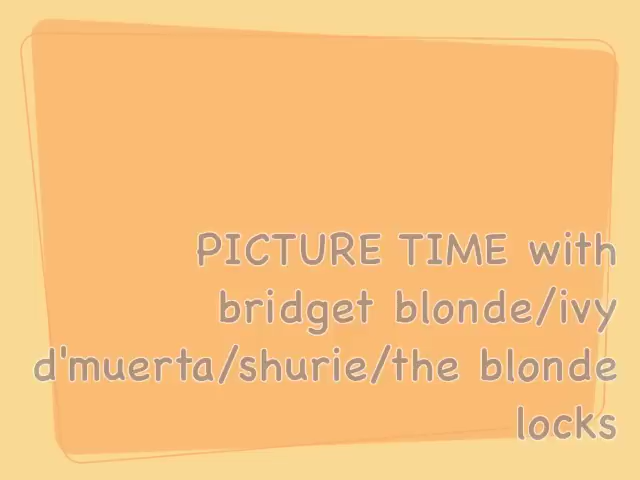 PICTURE TIME with
bridget blonde/ivy
d'muerta/shurie/the blonde
locks